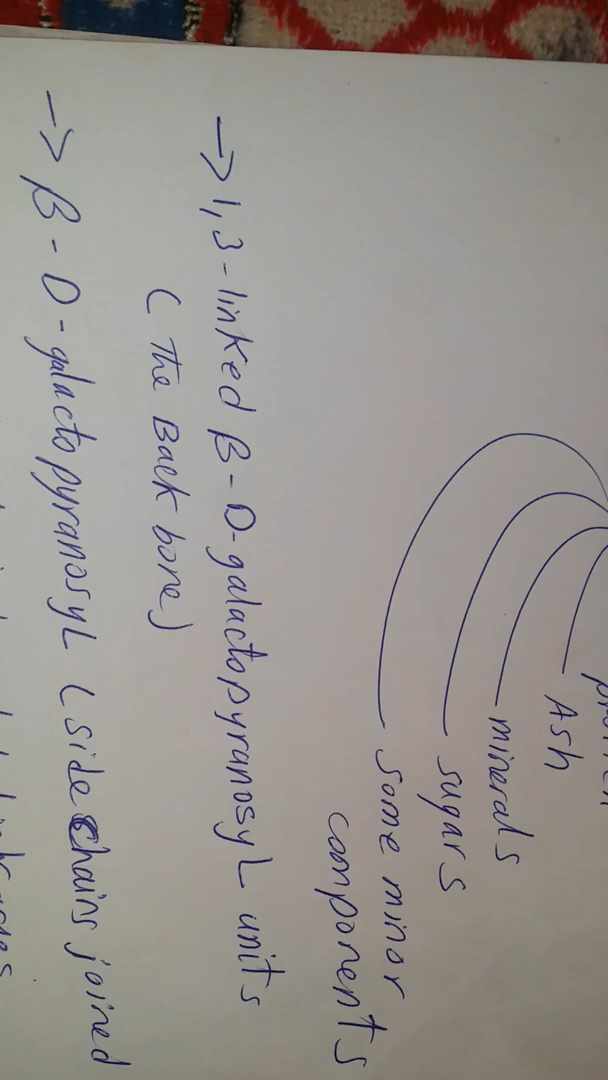 Ash
minerals
sugars
some minor
components
→ 1,3-linked β-D-galactopyranosyl units
(The Back bone)
→ β-D-galactopyranosyl (side chains joined